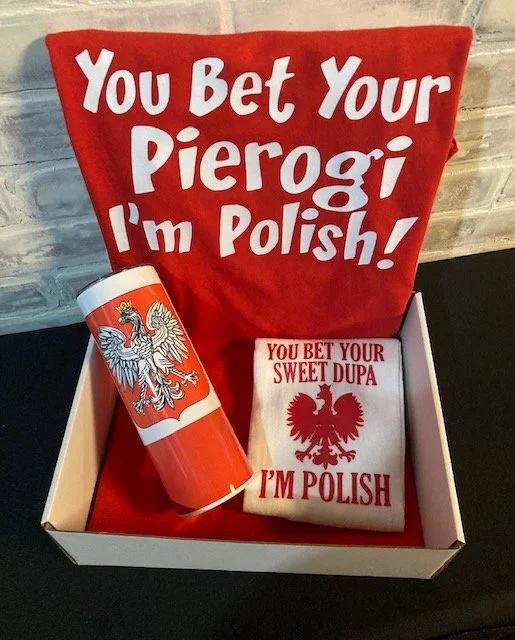 You Bet Your
Pierogi
I'm Polish!
YOU BET YOUR
SWEET DUPA
I'M POLISH